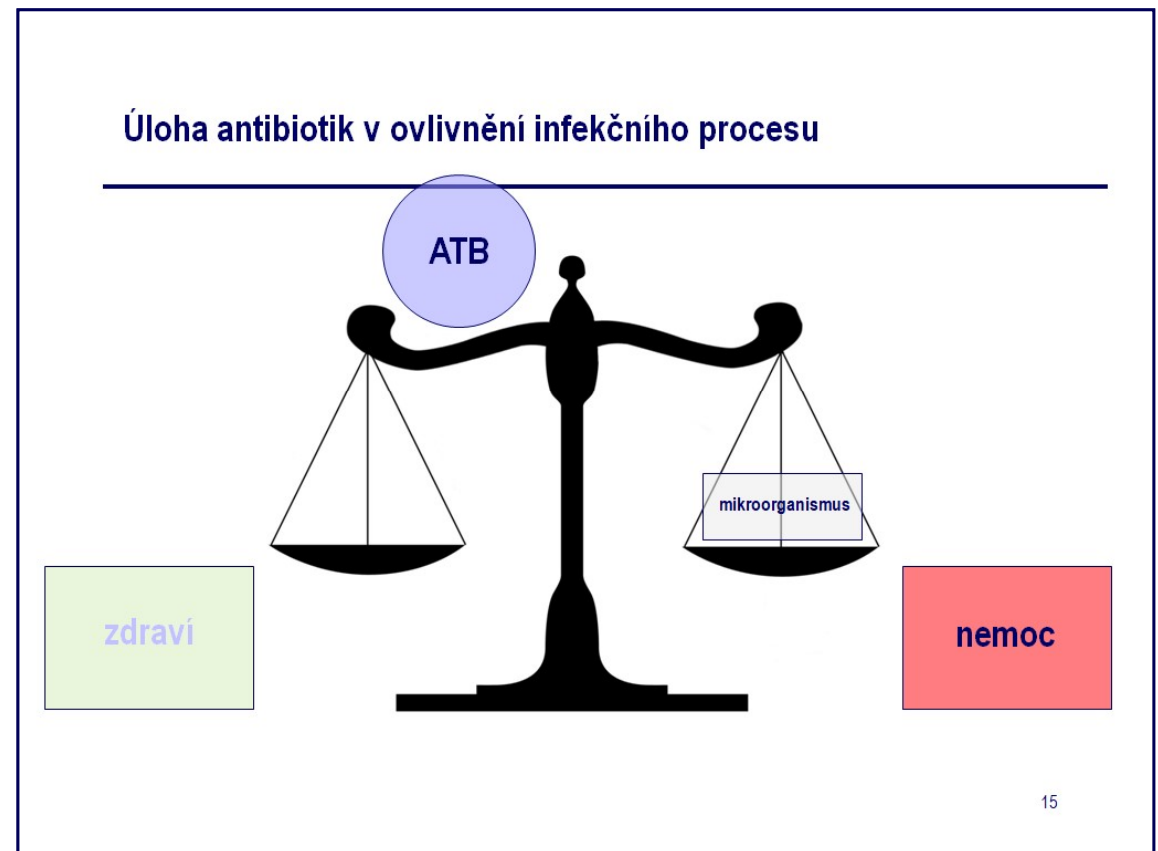 Úloha antibiotik v ovlivnění infekčního procesu
ATB
mikroorganismus
zdraví
nemoc
15